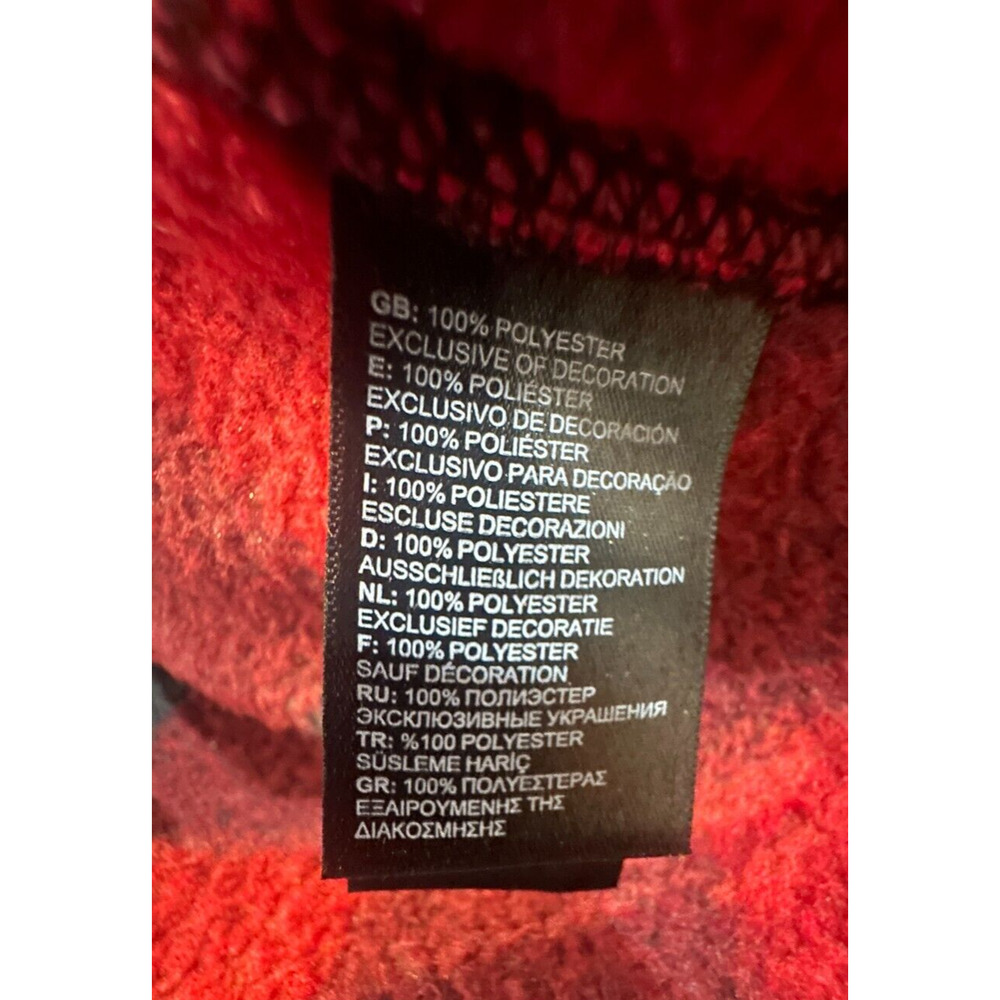 GB: 100% POLYESTER
EXCLUSIVE OF DECORATION
E: 100% POLIÉSTER
EXCLUSIVO DE DECORACIÓN
P: 100% POLIÉSTER
EXCLUSIVO PARA DECORAÇÃO
I: 100% POLIESTERE
ESCLUSE DECORAZIONI
D: 100% POLYESTER
AUSSCHLIEßLICH DEKORATION
NL: 100% POLYESTER
EXCLUSIEF DECORATIE
F: 100% POLYESTER
SAUF DÉCORATION
RU: 100% ПОЛИЭСТЕР
ЭКСКЛЮЗИВНЫЕ УКРАШЕНИЯ
TR: %100 POLYESTER
SÜSLEME HARİÇ
GR: 100% ΠΟΛΥΕΣΤΕΡΑΣ
ΕΞΑΙΡΟΥΜΕΝΗΣ ΤΗΣ
ΔΙΑΚΟΣΜΗΣΗΣ